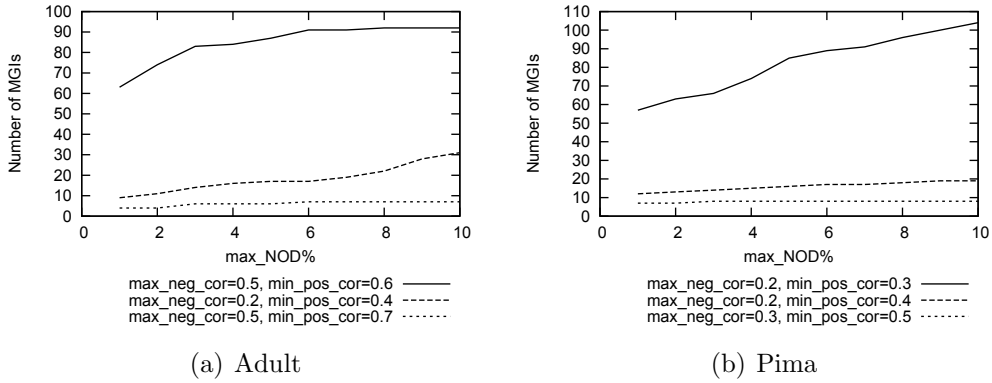 100
90
80
70
60
50
40
30
20
10
0
Number of MGIs
0 2 4 6 8 10
max_NOD%
max_neg_cor=0.5, min_pos_cor=0.6
max_neg_cor=0.2, min_pos_cor=0.4
max_neg_cor=0.5, min_pos_cor=0.7
(a) Adult
110
100
90
80
70
60
50
40
30
20
10
0
Number of MGIs
0 2 4 6 8 10
max_NOD%
max_neg_cor=0.2, min_pos_cor=0.3
max_neg_cor=0.2, min_pos_cor=0.4
max_neg_cor=0.3, min_pos_cor=0.5
(b) Pima